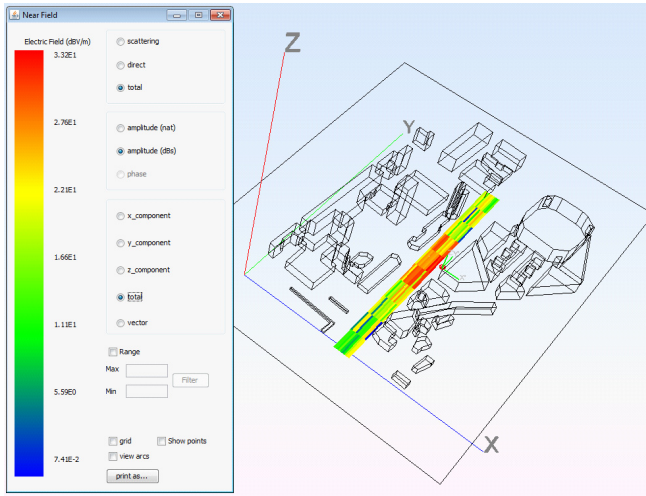 Near Field
Electric Field (dBV/m)
3.32E1
2.76E1
2.21E1
1.66E1
1.11E1
5.59E0
7.41E-2
scattering
direct
total
amplitude (nat)
amplitude (dBs)
phase
x_component
y_component
z_component
total
vector
Range
Max
Min
Filter
grid
Show points
view arcs
print as...
Z
Y
X